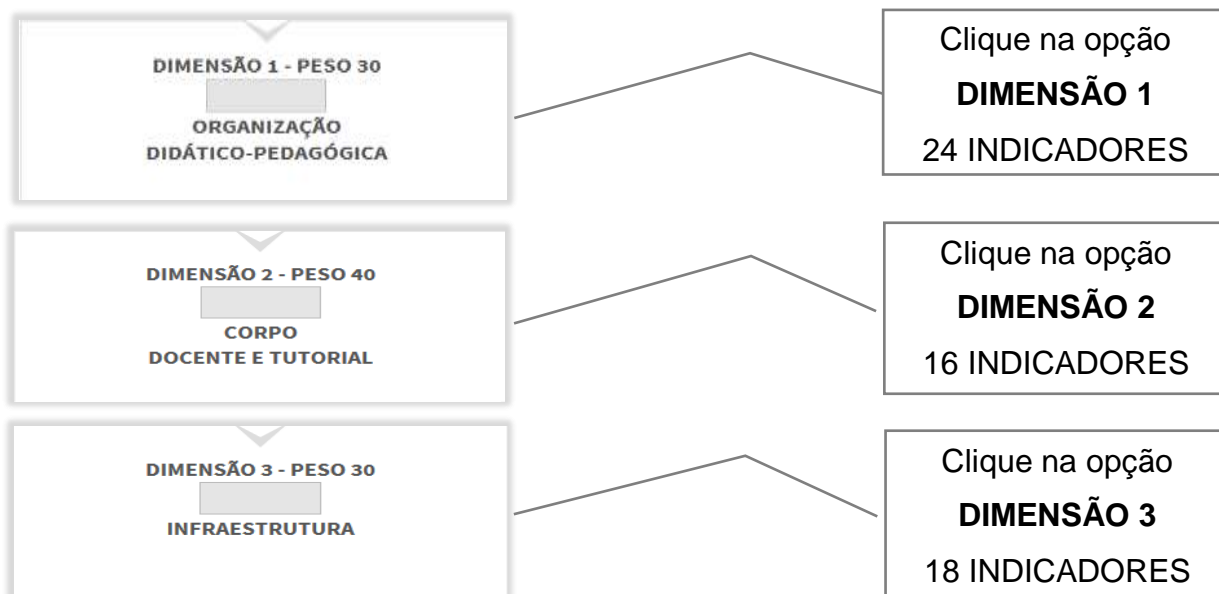 DIMENSÃO 1 - PESO 30
ORGANIZAÇÃO
DIDÁTICO-PEDAGÓGICA
Clique na opção
DIMENSÃO 1
24 INDICADORES
DIMENSÃO 2 - PESO 40
CORPO
DOCENTE E TUTORIAL
Clique na opção
DIMENSÃO 2
16 INDICADORES
DIMENSÃO 3 - PESO 30
INFRAESTRUTURA
Clique na opção
DIMENSÃO 3
18 INDICADORES